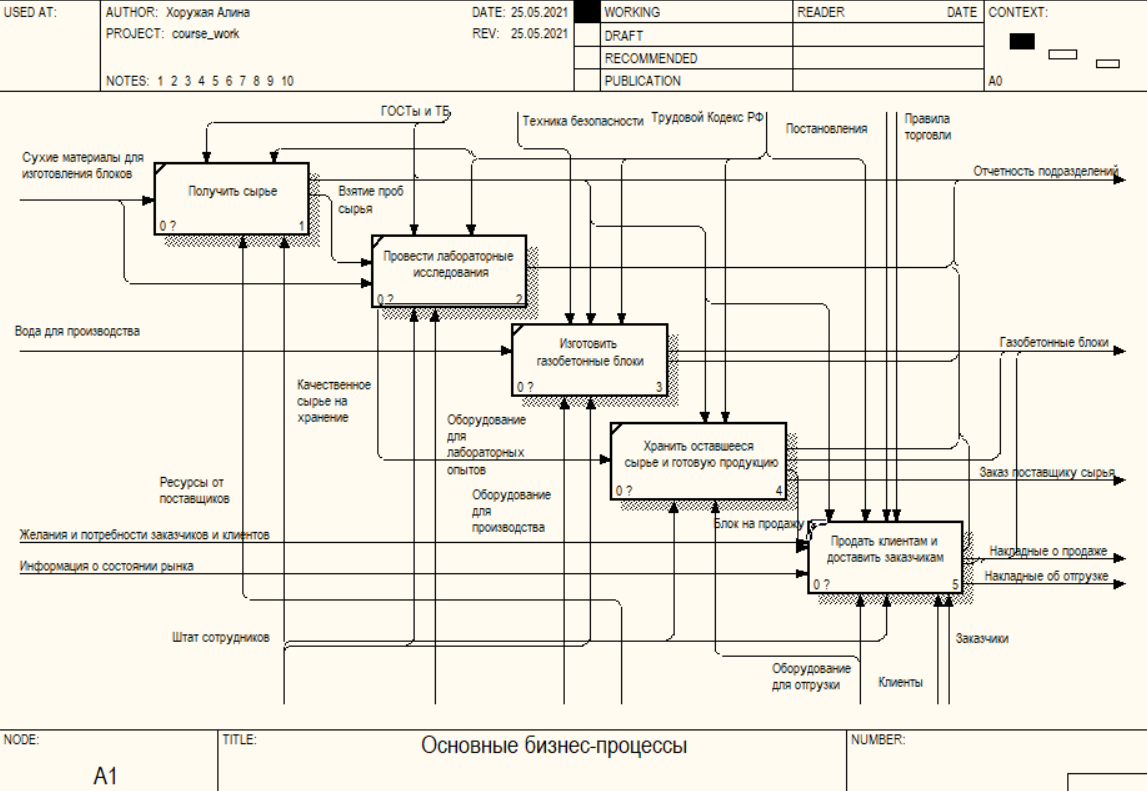 USED AT:
AUTHOR: Хоружая Алина
DATE: 25.05.2021
PROJECT: course_work
REV: 25.05.2021
NOTES: 1 2 3 4 5 6 7 8 9 10
WORKING
DRAFT
RECOMMENDED
PUBLICATION
READER
DATE
CONTEXT:
A0
ГОСТы и ТБ
Техника безопасности
Трудовой Кодекс РФ
Постановления
Правила
торговли
Сухие материалы для
изготовления блоков
Получить сырье
0 ?
1
Взятие проб
сырья
Отчетность подразделений
Провести лабораторные
исследования
0 ?
2
Вода для производства
Изготовить
газобетонные блоки
0 ?
3
Газобетонные блоки
Качественное
сырье на
хранение
Оборудование
для
лабораторных
опытов
Хранить оставшееся
сырье и готовую продукцию
0 ?
4
Заказ поставщику сырья
Ресурсы от
поставщиков
Оборудование
для
производства
Блок на продажу
Желания и потребности заказчиков и клиентов
Информация о состоянии рынка
Продать клиентам и
доставить заказчикам
0 ?
5
Накладные о продаже
Накладные об отгрузке
Штат сотрудников
Заказчики
Оборудование
для отгрузки
Клиенты
NODE:
A1
TITLE:
Основные бизнес-процессы
NUMBER: